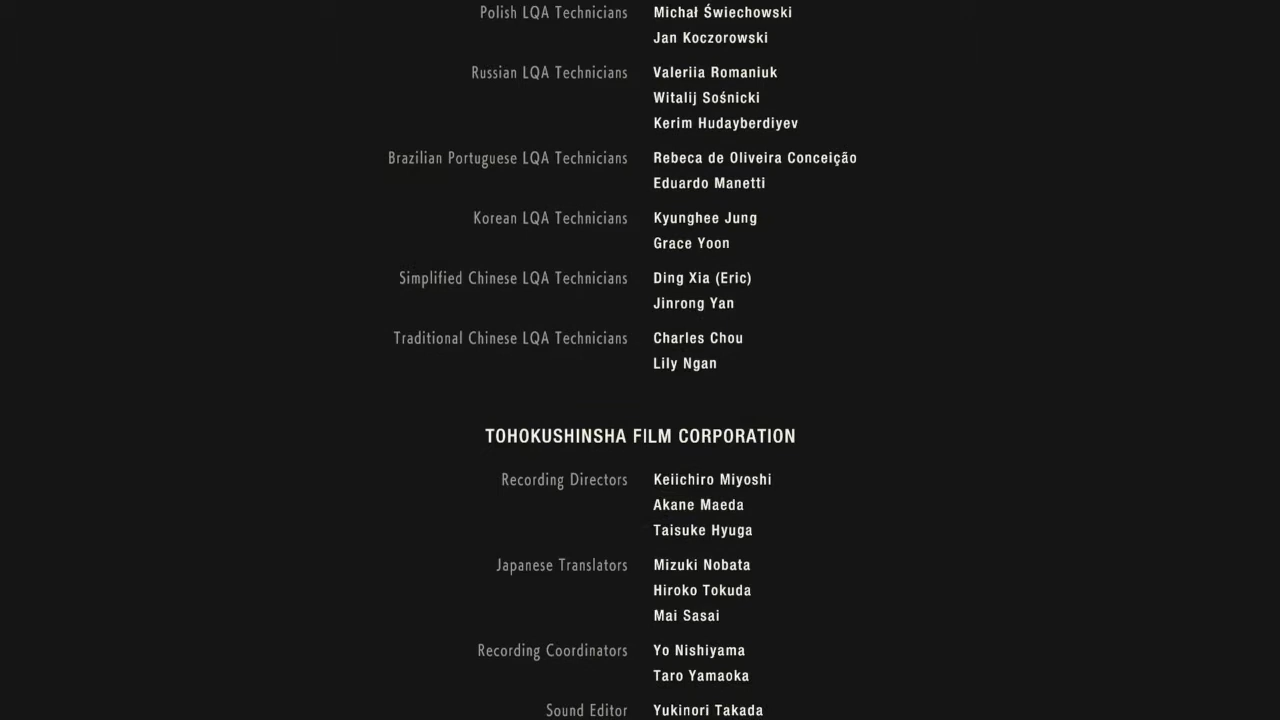 Polish LQA Technicians Michał Świechowski
Jan Koczorowski
Russian LQA Technicians Valeriia Romaniuk
Witalij Sośnicki
Kerim Hudayberdiyev
Brazilian Portuguese LQA Technicians Rebeca de Oliveira Conceição
Eduardo Manetti
Korean LQA Technicians Kyunghee Jung
Grace Yoon
Simplified Chinese LQA Technicians Ding Xia (Eric)
Jinrong Yan
Traditional Chinese LQA Technicians Charles Chou
Lily Ngan
TOHOKUSHINSHA FILM CORPORATION
Recording Directors Keiichiro Miyoshi
Akane Maeda
Taisuke Hyuga
Japanese Translators Mizuki Nobata
Hiroko Tokuda
Mai Sasai
Recording Coordinators Yo Nishiyama
Taro Yamaoka
Sound Editor Yukinori Takada